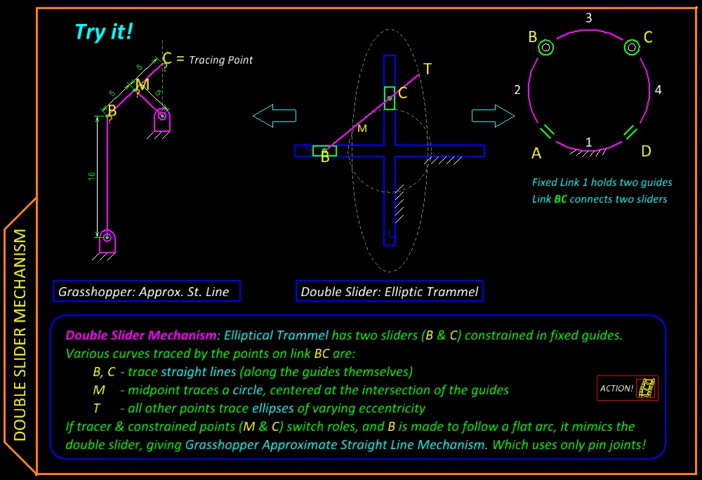 Try it!
C = Tracing Point
5
M
5
5
B
16
T
C
M
B
3
B
C
2
4
1
A
D
Fixed Link 1 holds two guides
Link BC connects two sliders
Grasshopper: Approx. St. Line
Double Slider: Elliptic Trammel
DOUBLE SLIDER MECHANISM
Double Slider Mechanism: Elliptical Trammel has two sliders (B & C) constrained in fixed guides.
Various curves traced by the points on link BC are:
B, C - trace straight lines (along the guides themselves)
M - midpoint traces a circle, centered at the intersection of the guides
T - all other points trace ellipses of varying eccentricity
If tracer & constrained points (M & C) switch roles, and B is made to follow a flat arc, it mimics the
double slider, giving Grasshopper Approximate Straight Line Mechanism. Which uses only pin joints!
ACTION!